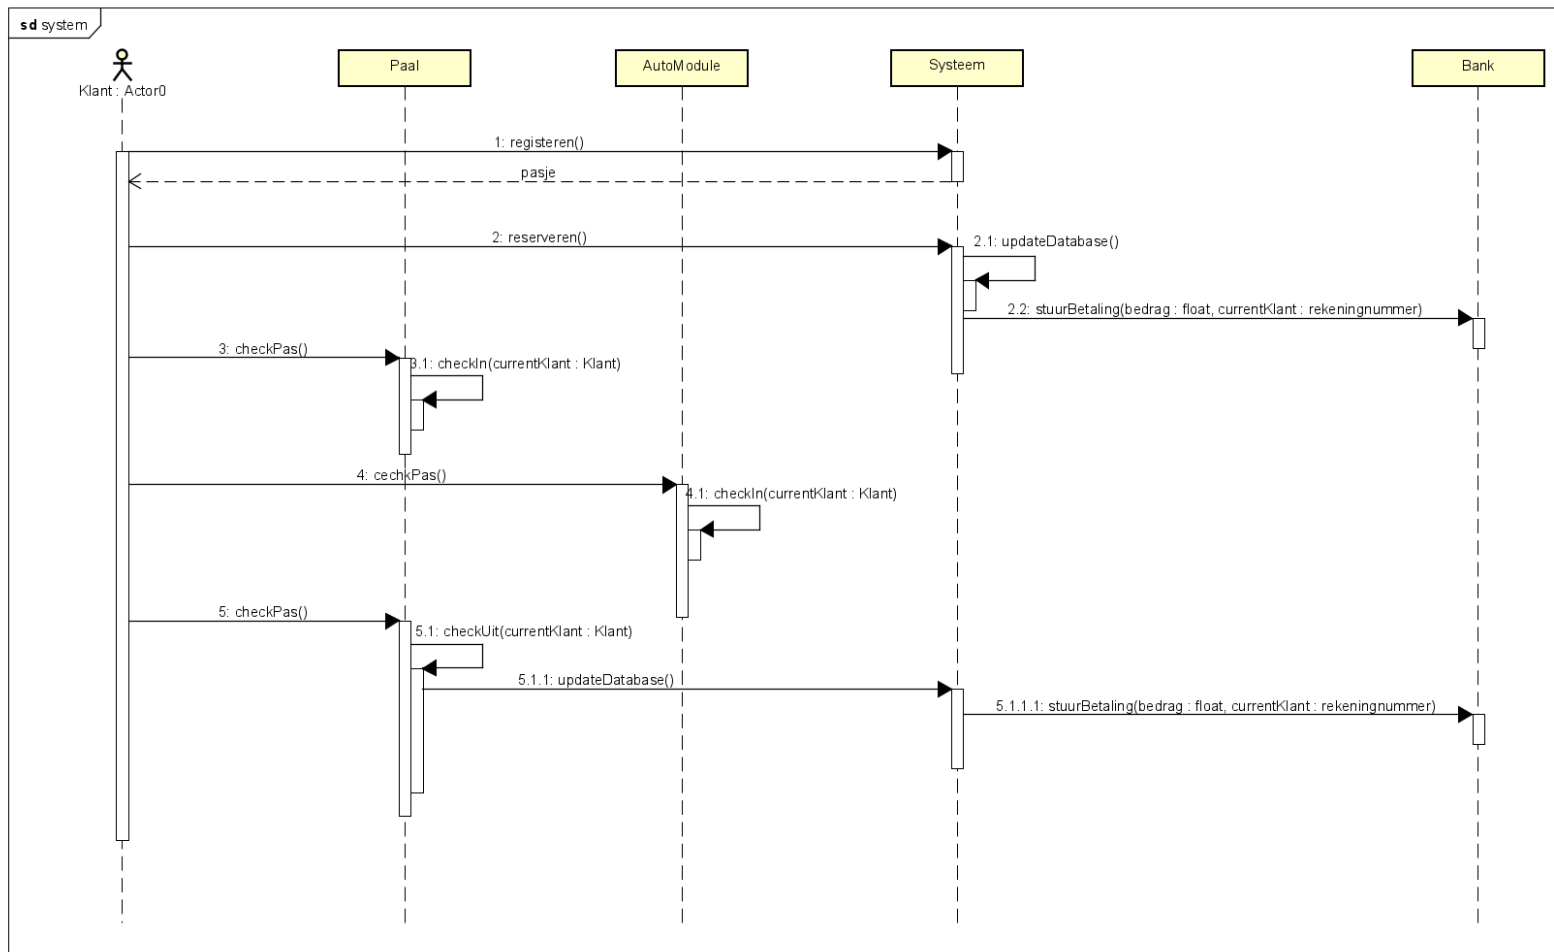 sd system
Klant : Actor0
Paal
AutoModule
Systeem
Bank
1: registeren()
pasje
2: reserveren()
2.1: updateDatabase()
2.2: stuurBetaling(bedrag : float, currentKlant : rekeningnummer)
3: checkPas()
3.1: checkIn(currentKlant : Klant)
4: cechkPas()
4.1: checkIn(currentKlant : Klant)
5: checkPas()
5.1: checkUit(currentKlant : Klant)
5.1.1: updateDatabase()
5.1.1.1: stuurBetaling(bedrag : float, currentKlant : rekeningnummer)